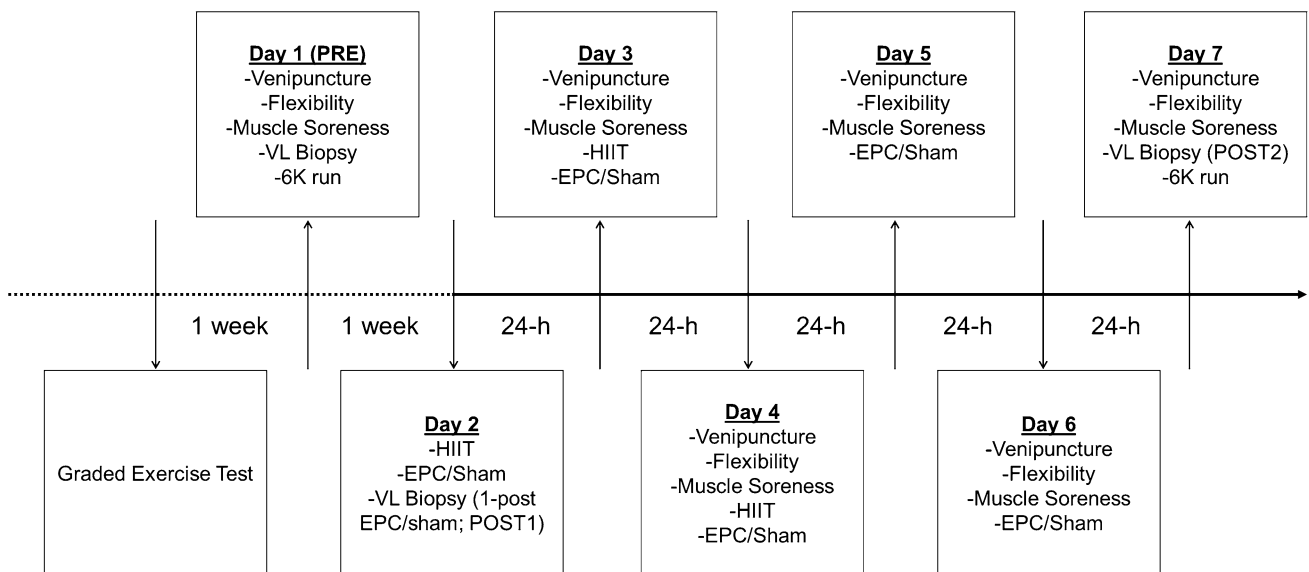 Day 1 (PRE)
-Venipuncture
-Flexibility
-Muscle Soreness
-VL Biopsy
-6K run
Day 3
-Venipuncture
-Flexibility
-Muscle Soreness
-HIIT
-EPC/Sham
Day 5
-Venipuncture
-Flexibility
-Muscle Soreness
-EPC/Sham
Day 7
-Venipuncture
-Flexibility
-Muscle Soreness
-VL Biopsy (POST2)
-6K run
1 week
1 week
24-h
24-h
24-h
24-h
24-h
Graded Exercise Test
Day 2
-HIIT
-EPC/Sham
-VL Biopsy (1-post
EPC/sham; POST1)
Day 4
-Venipuncture
-Flexibility
-Muscle Soreness
-HIIT
-EPC/Sham
Day 6
-Venipuncture
-Flexibility
-Muscle Soreness
-EPC/Sham